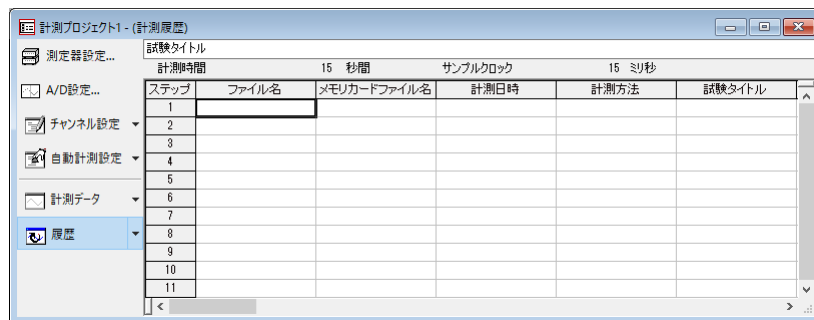 計測プロジェクト1 - (計測履歴)
測定器設定...
A/D設定...
チャンネル設定
自動計測設定
計測データ
履歴
試験タイトル
計測時間 15 秒間 サンプルクロック 15 ミリ秒
ステップ ファイル名 メモリカードファイル名 計測日時 計測方法 試験タイトル
1
2
3
4
5
6
7
8
9
10
11